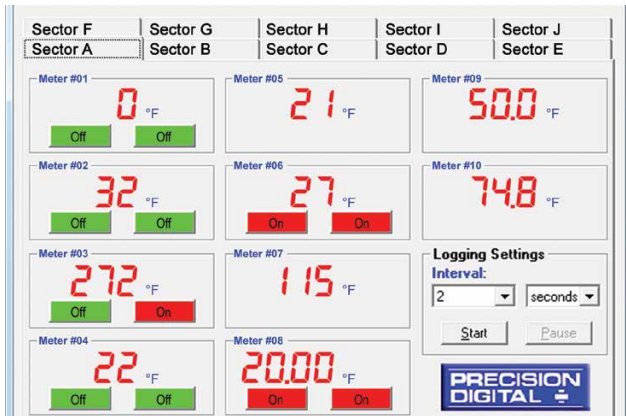 Sector F Sector G Sector H Sector I Sector J
Sector A Sector B Sector C Sector D Sector E
Meter #01 Meter #05 Meter #09
0 °F 21 °F 50.0 °F
Off Off
Meter #02 Meter #06 Meter #10
32 °F 27 °F 74.8 °F
Off Off On On
Meter #03 Meter #07 Logging Settings
272 °F 115 °F Interval:
Off On 2 seconds
Start Pause
Meter #04 Meter #08
22 °F 20.00 °F
Off Off On On
PRECISION
DIGITAL